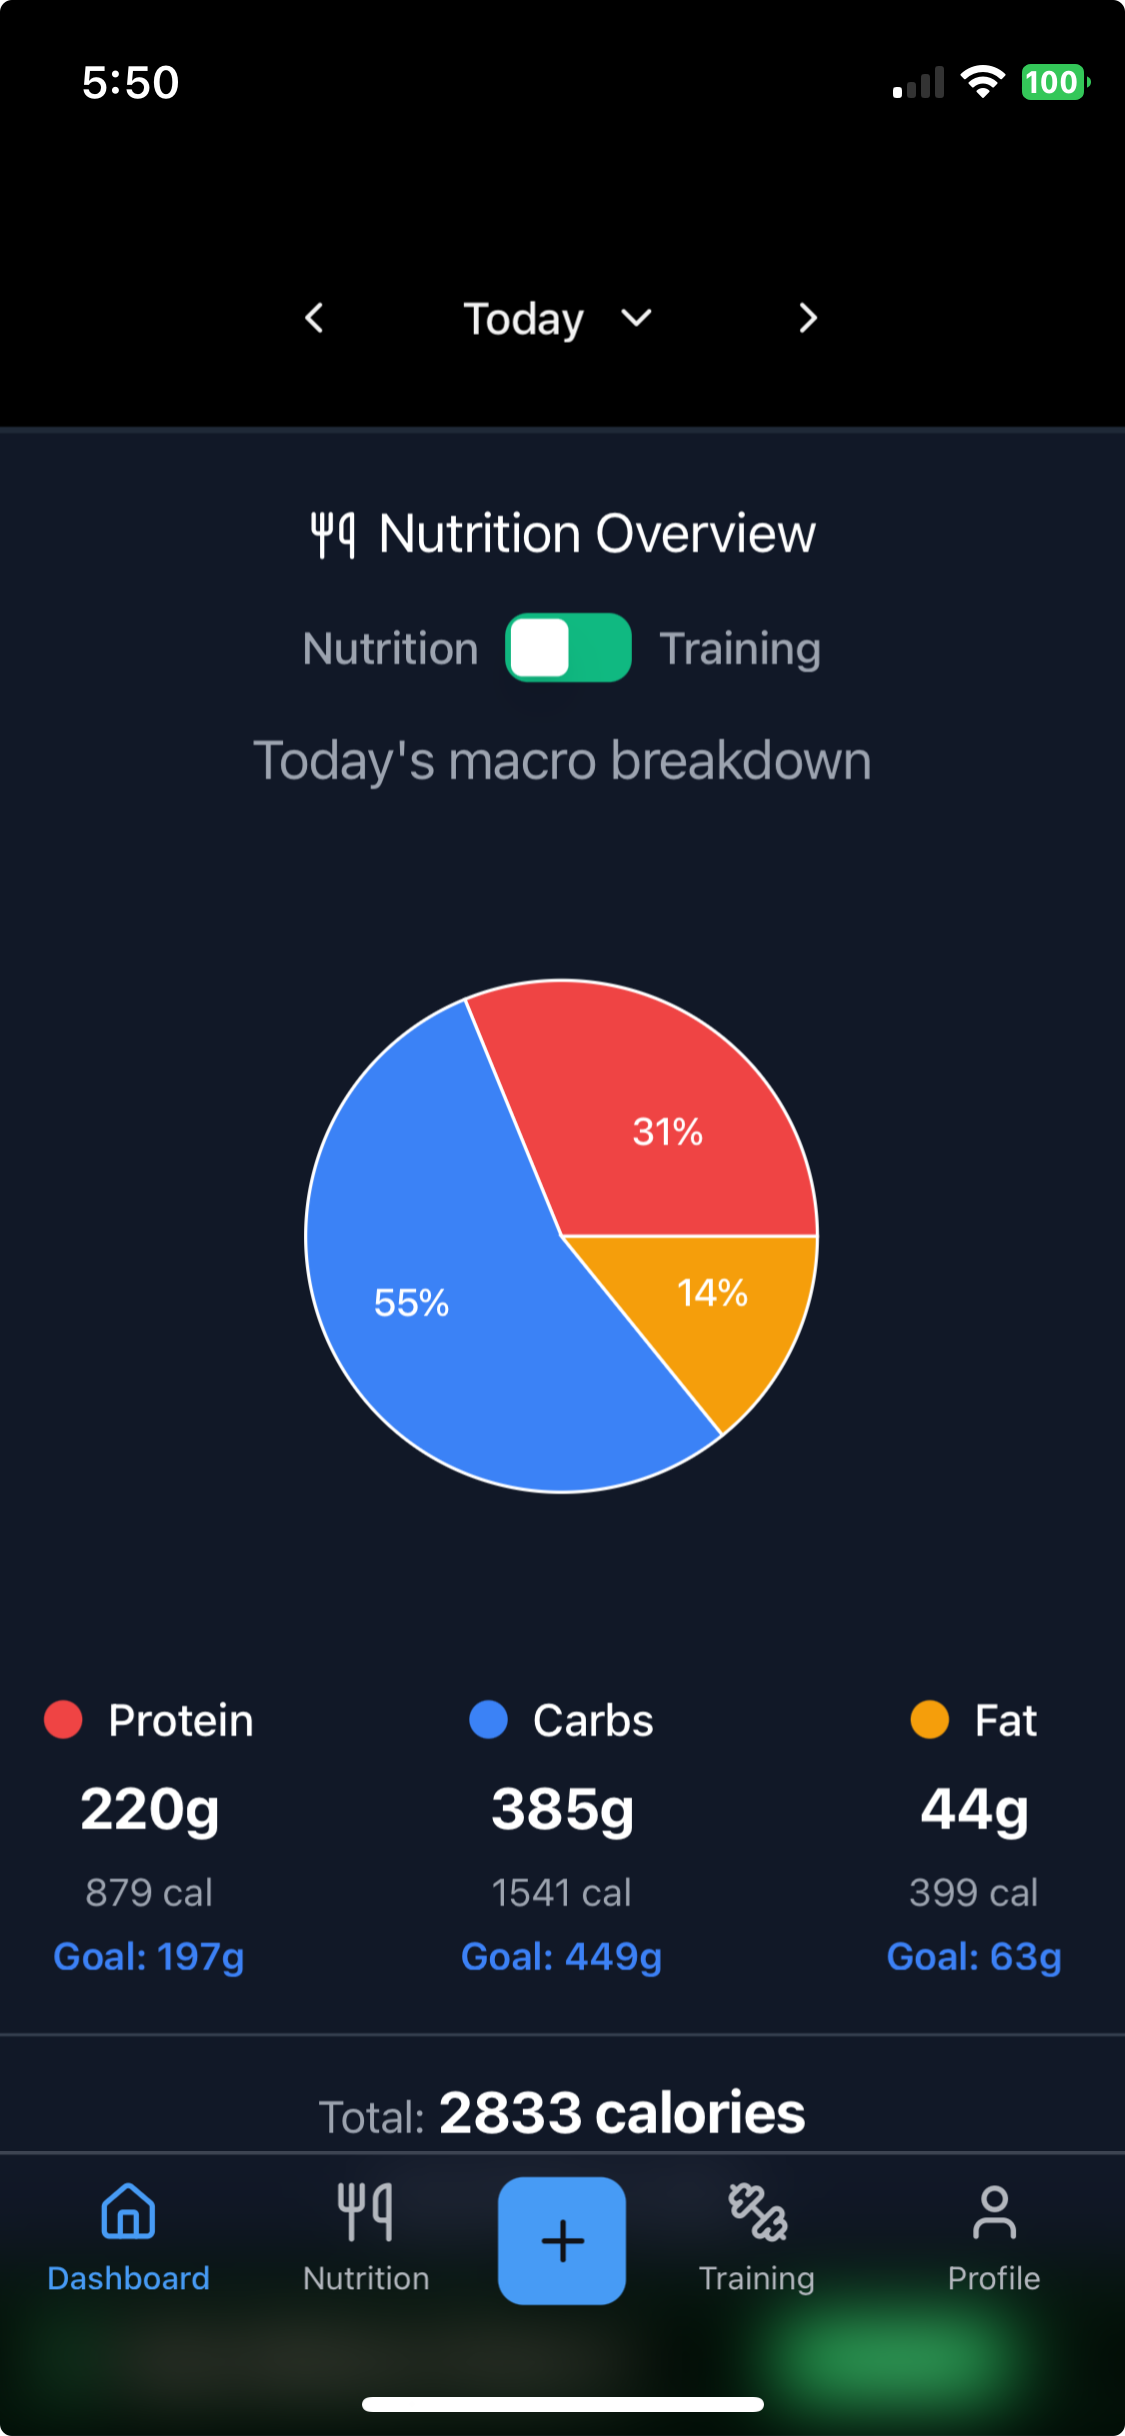 5:50
100
Today
Nutrition Overview
Nutrition Training
Today's macro breakdown
31%
14%
55%
Protein Carbs Fat
220g 385g 44g
879 cal 1541 cal 399 cal
Goal: 197g Goal: 449g Goal: 63g
Total: 2833 calories
Dashboard Nutrition + Training Profile